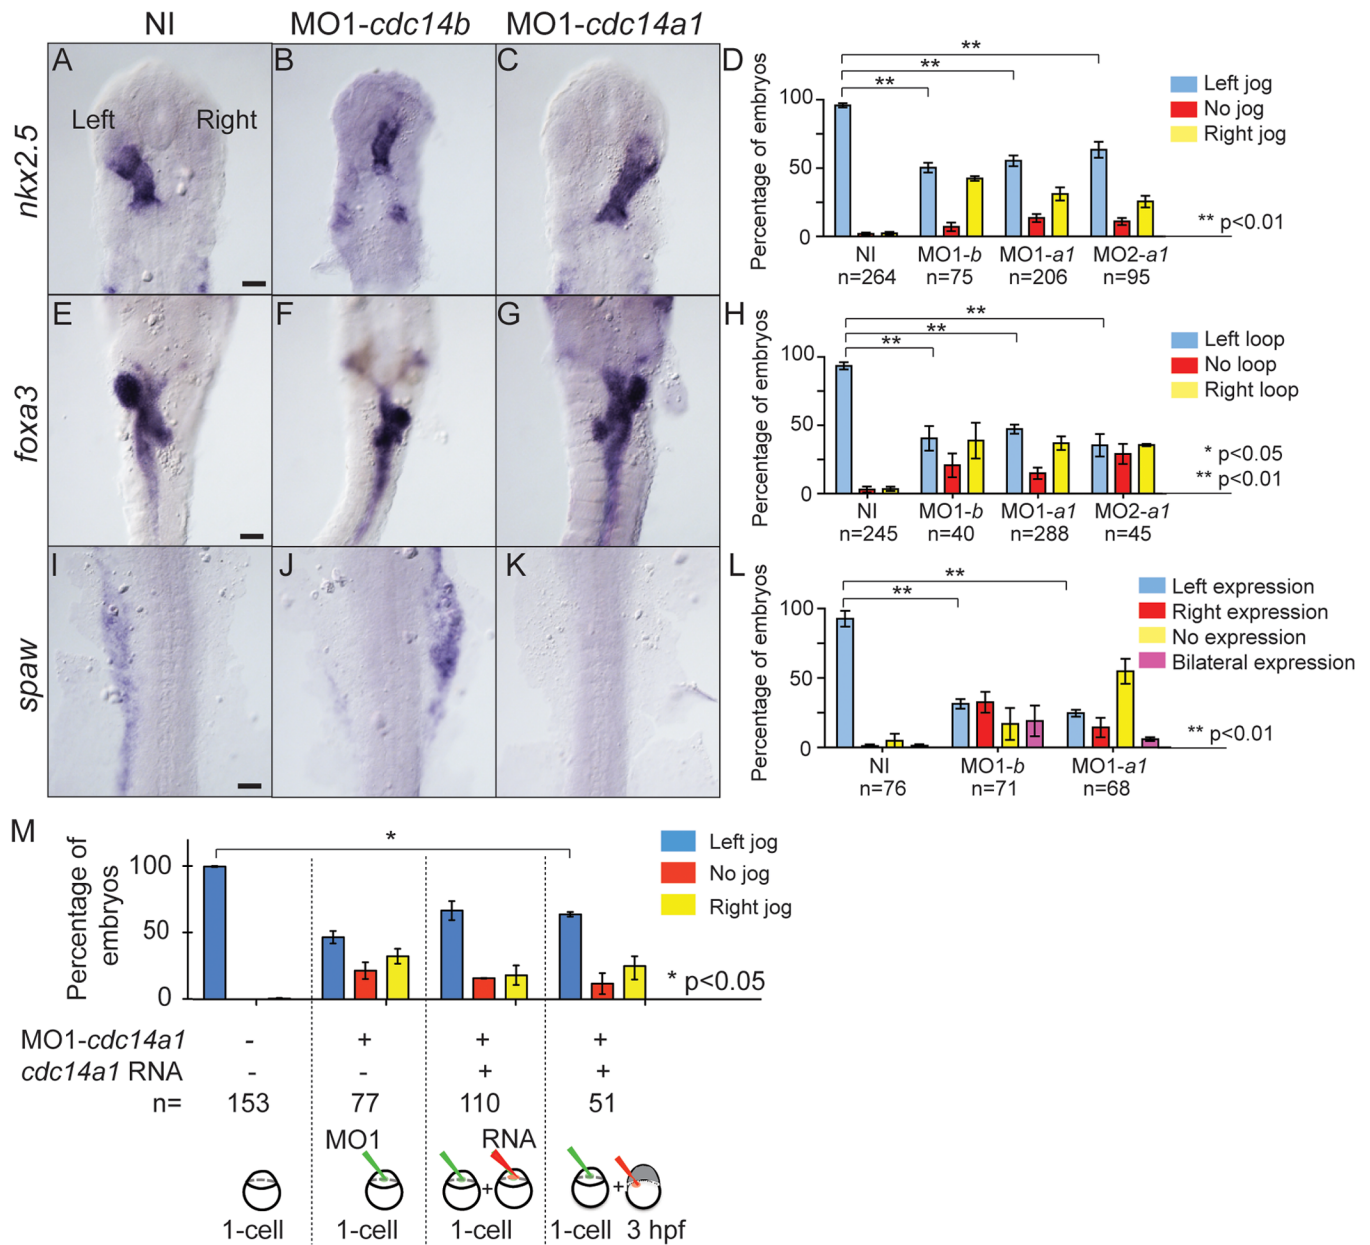 NI MO1-cdc14b MO1-cdc14a1
nkx2.5
A
Left Right
B
C
D
Percentage of embryos
100
50
0
** ** **
NI MO1-b MO1-a1 MO2-a1
n=264 n=75 n=206 n=95
Left jog
No jog
Right jog
** p<0.01
foxa3
E
F
G
H
Percentage of embryos
100
50
0
** ** **
NI MO1-b MO1-a1 MO2-a1
n=245 n=40 n=288 n=45
Left loop
No loop
Right loop
* p<0.05
** p<0.01
spaw
I
J
K
L
Percentage of embryos
100
50
0
** **
NI MO1-b MO1-a1
n=76 n=71 n=68
Left expression
Right expression
No expression
Bilateral expression
** p<0.01
M
Percentage of
embryos
100
50
0
*
Left jog
No jog
Right jog
* p<0.05
MO1-cdc14a1 - + + +
cdc14a1 RNA - - + +
n= 153 77 110 51
MO1 RNA
+ +
1-cell 1-cell 1-cell 1-cell 3 hpf